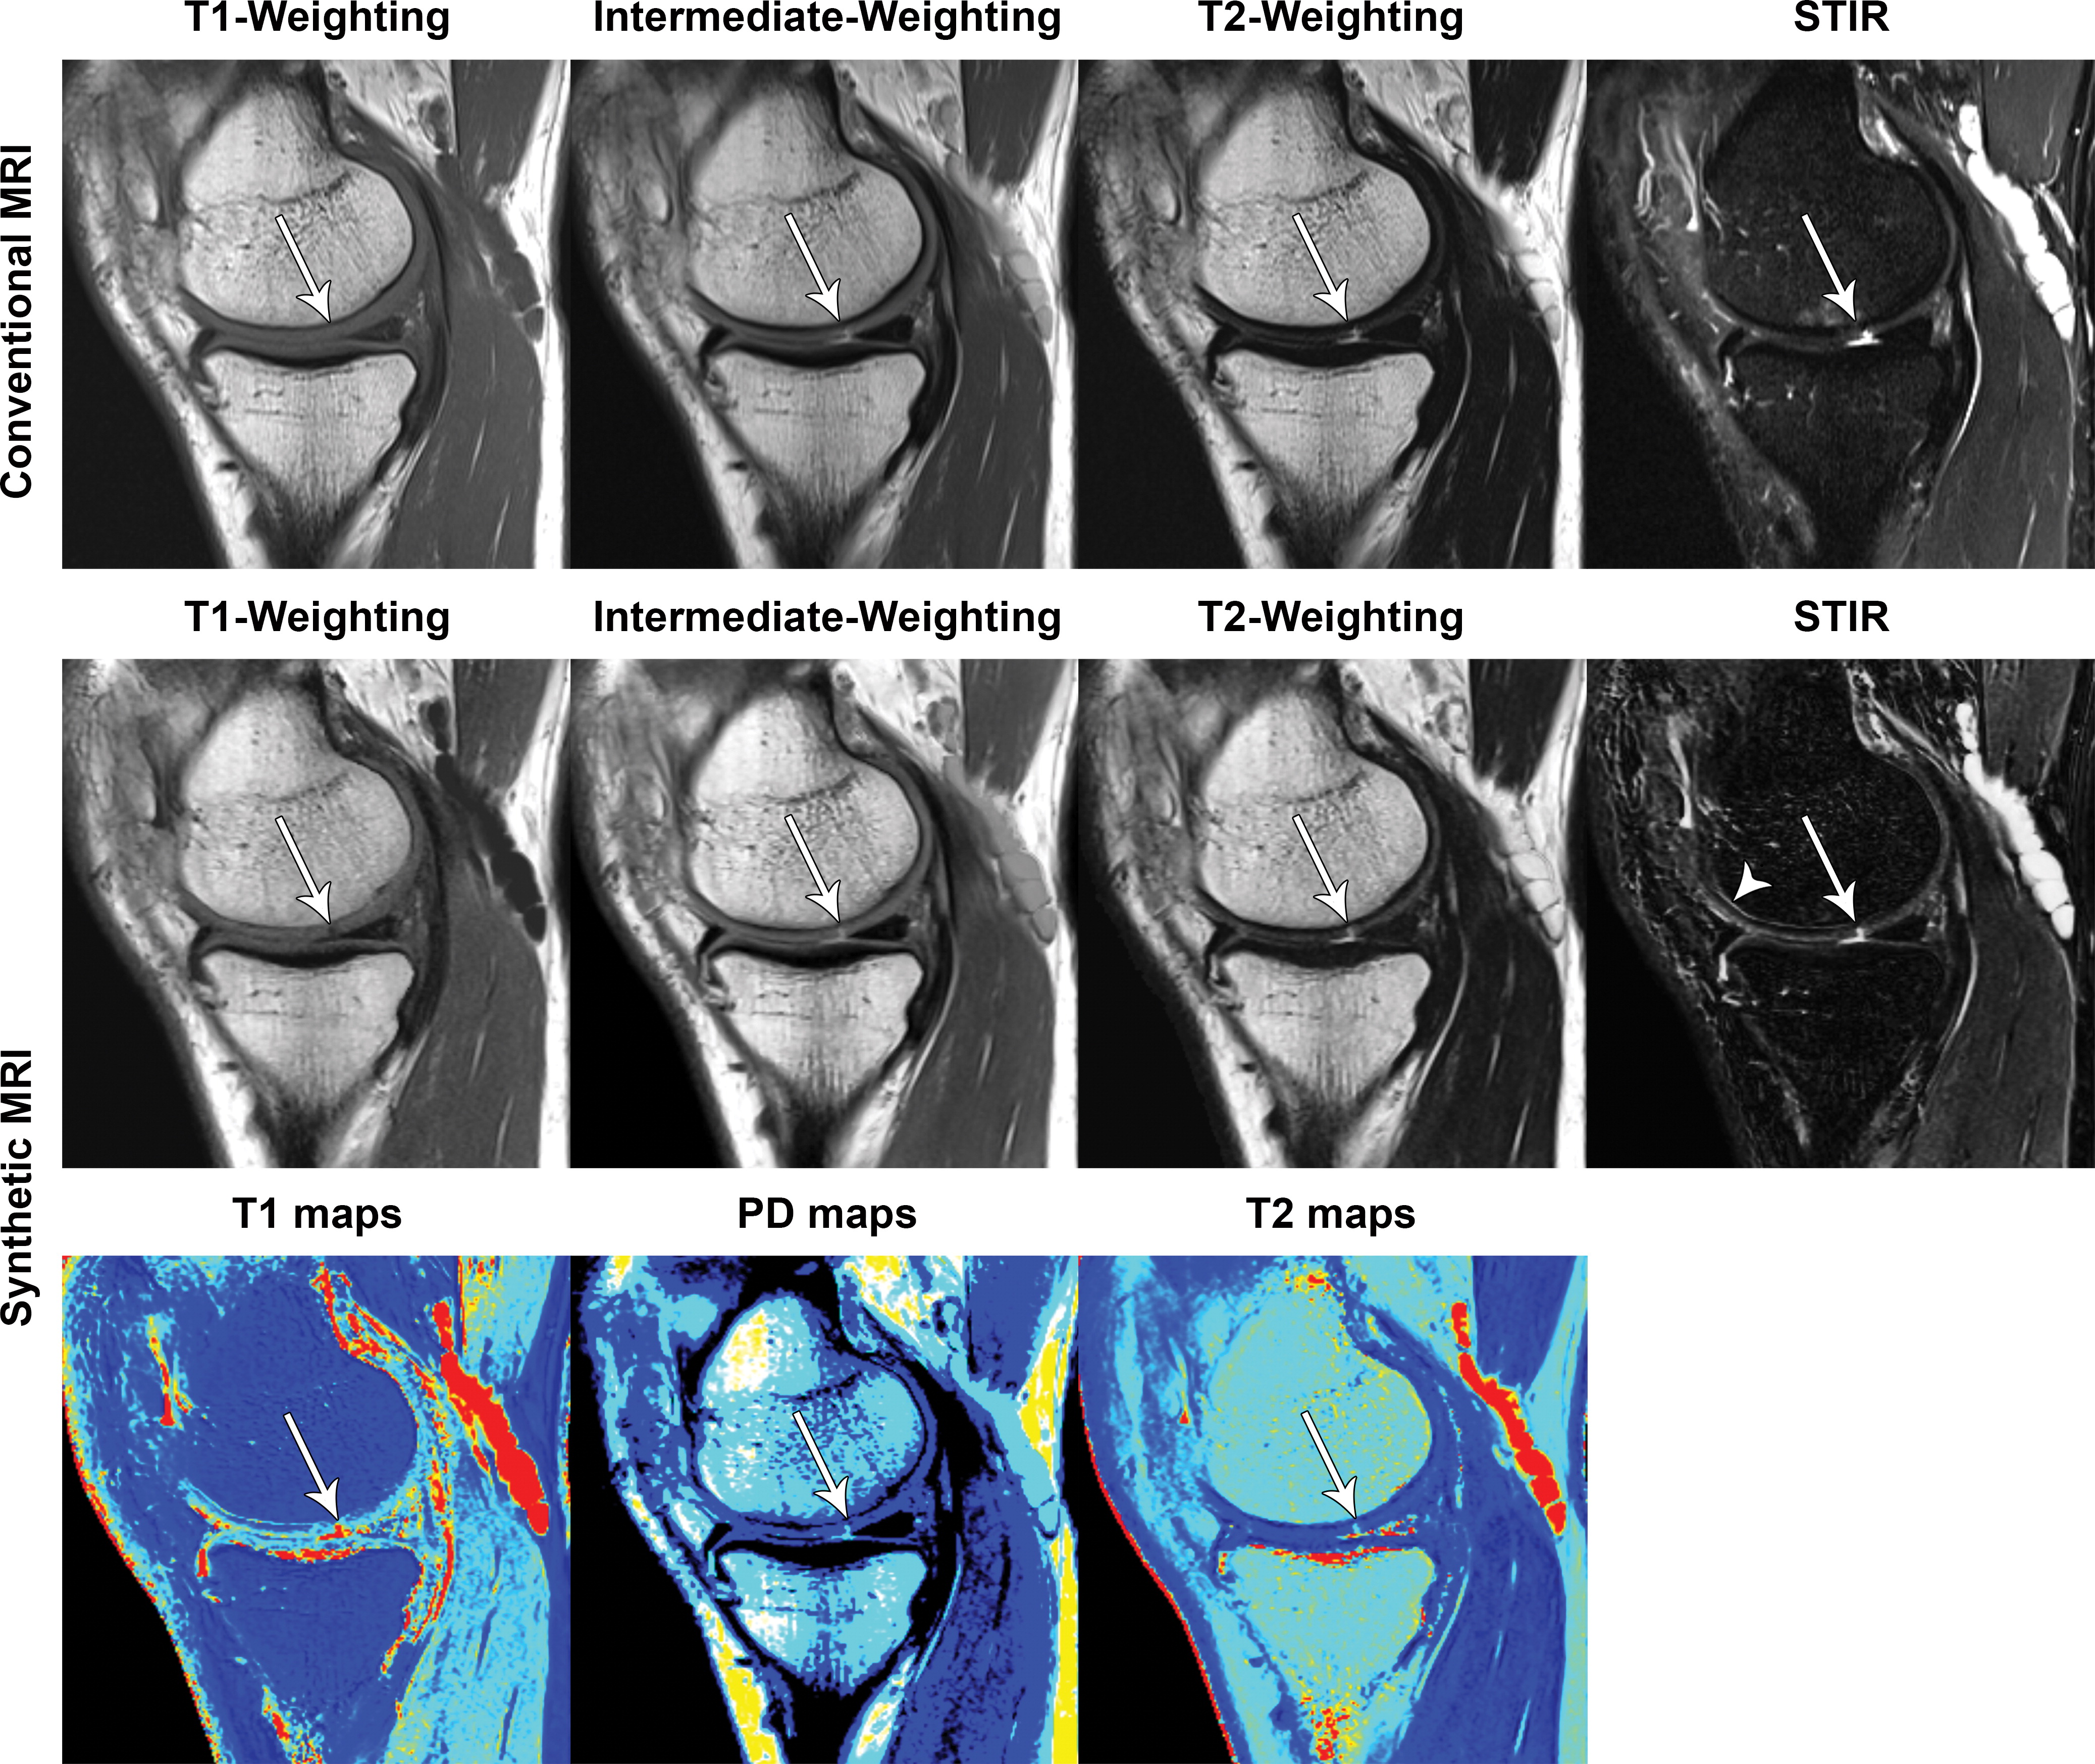 T1-Weighting Intermediate-Weighting T2-Weighting STIR
Conventional MRI
T1-Weighting Intermediate-Weighting T2-Weighting STIR
Synthetic MRI
T1 maps PD maps T2 maps